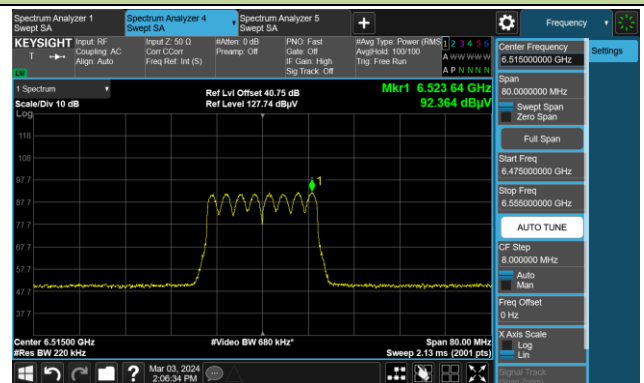 Spectrum Analyzer 1
Swept SA
Spectrum Analyzer 4
Swept SA
Spectrum Analyzer 5
Swept SA
Frequency
KEYSIGHT
T
LW
Input: RF
Coupling: AC
Align: Auto
Input Z: 50 Ω
Corr CCorr
Freq Ref: Int (S)
#Atten: 0 dB
Preamp: Off
PNO: Fast
Gate: Off
IF Gain: High
Sig Track: Off
#Avg Type: Power (RMS)
Avg|Hold: 100/100
Trig: Free Run
1 2 3 4 5 6
A W W W W W
A P N N N N
1 Spectrum
Scale/Div 10 dB
Log
Ref Lvl Offset 40.75 dB
Ref Level 127.74 dBµV
Mkr1 6.523 64 GHz
92.364 dBµV
118
108
97.7
87.7
77.7
67.7
57.7
47.7
37.7
1
Center 6.51500 GHz
#Res BW 220 kHz
#Video BW 680 kHz*
Span 80.00 MHz
Sweep 2.13 ms (2001 pts)
Mar 03, 2024
2:06:34 PM
Center Frequency
6.515000000 GHz
Settings
Span
80.0000000 MHz
Swept Span
Zero Span
Full Span
Start Freq
6.475000000 GHz
Stop Freq
6.555000000 GHz
AUTO TUNE
CF Step
8.000000 MHz
Auto
Man
Freq Offset
0 Hz
X Axis Scale
Log
Lin
Signal Track